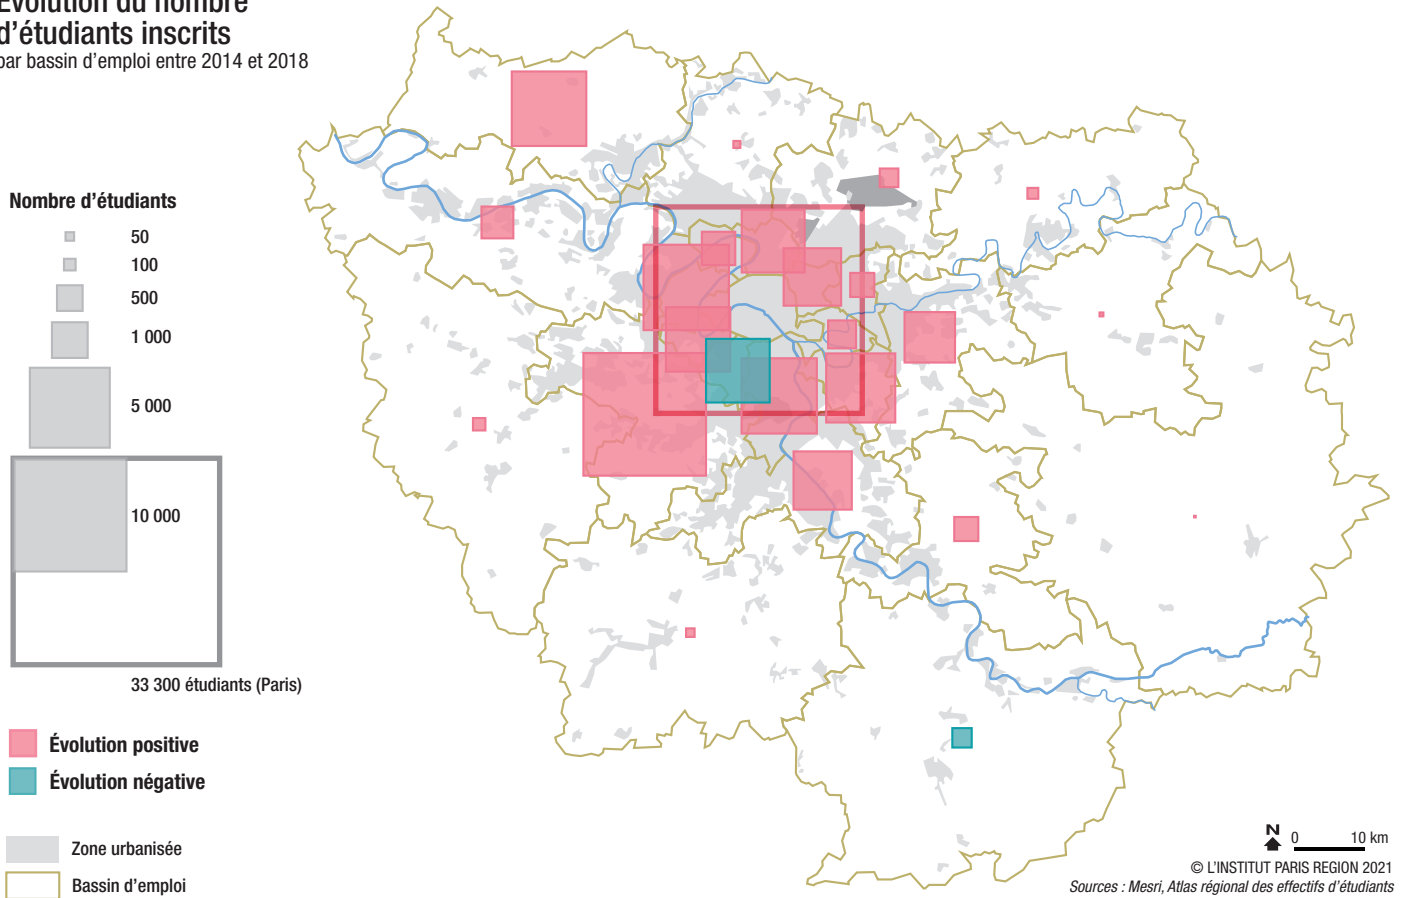 Évolution du nombre
d'étudiants inscrits
par bassin d'emploi entre 2014 et 2018
Nombre d'étudiants
50
100
500
1 000
5 000
10 000
33 300 étudiants (Paris)
Évolution positive
Évolution négative
Zone urbanisée
Bassin d'emploi
N
0 10 km
© L'INSTITUT PARIS REGION 2021
Sources : Mesri, Atlas régional des effectifs d'étudiants